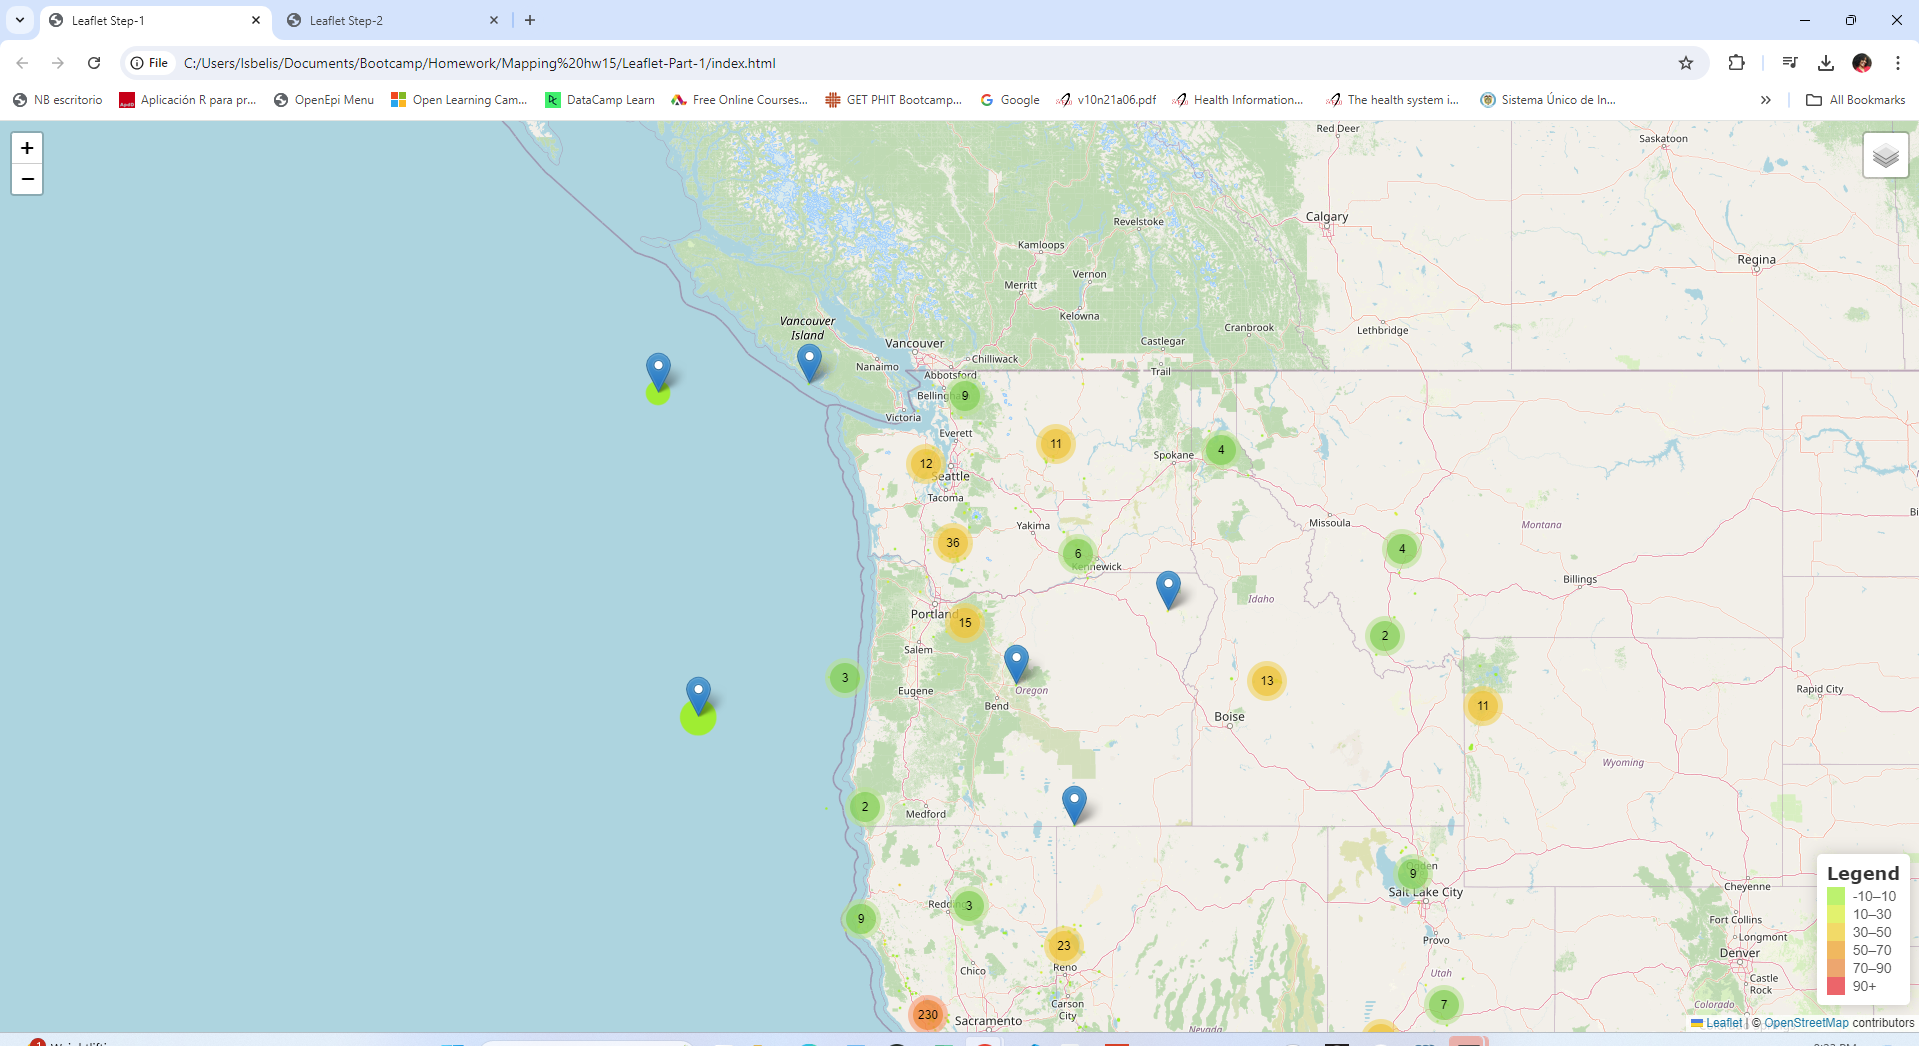 Leaflet Step-1
Leaflet Step-2
File
C:/Users/Isbelis/Documents/Bootcamp/Homework/Mapping%20hw15/Leaflet-Part-1/index.html
NB escritorio
Aplicación R para pr...
OpenEpi Menu
Open Learning Cam...
DataCamp Learn
Free Online Courses...
GET PHIT Bootcamp...
Google
v10n21a06.pdf
Health Information...
The health system i...
Sistema Único de In...
All Bookmarks
+
−
Red Deer
Saskatoon
Calgary
Revelstoke
Kamloops
Regina
Vernon
Merritt
Kelowna
Vancouver
Island
Cranbrook
Lethbridge
Vancouver
Castlegar
Chilliwack
Nanaimo
Trail
Abbotsford
9
Victoria
Everett
11
4
Spokane
12
Seattle
Tacoma
Missoula
Montana
Yakima
36
6
4
Kennewick
Billings
Idaho
Portland
15
2
Salem
3
13
Eugene
Oregon
Rapid City
Bend
11
Boise
Wyoming
2
Medford
9
Salt Lake City
Cheyenne
3
9
Fort Collins
Longmont
Provo
23
Denver
Reno
Chico
Utah
Castle
Rock
Carson
City
7
Colorado
230
Sacramento
Nevada
Legend
-10–10
10–30
30–50
50–70
70–90
90+
Leaflet | © OpenStreetMap contributors